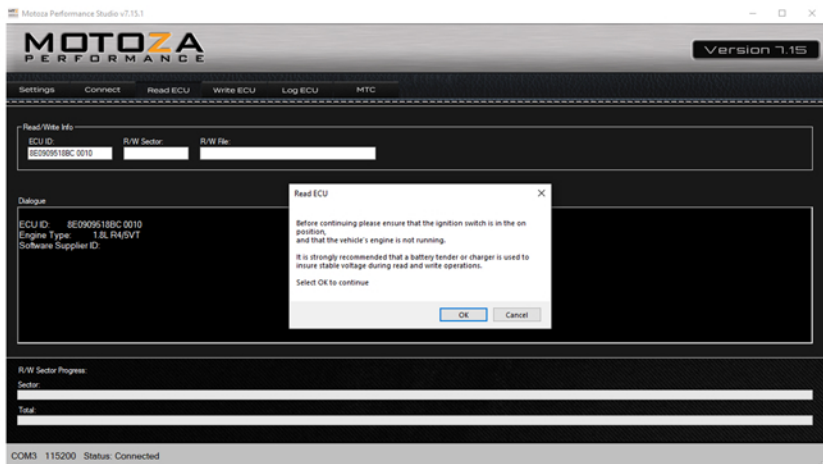 Motoza Performance Studio v7.15.1
MOTOZA
PERFORMANCE
Version 7.15
Settings Connect Read ECU Write ECU Log ECU MTC
Read/Write Info
ECU ID: R/W Sector: R/W File:
8E0909518BC 0010
Dialogue
ECU ID: 8E0909518BC 0010
Engine Type: 1.8L R4/5VT
Software Supplier ID:
Read ECU
Before continuing please ensure that the ignition switch is in the on
position,
and that the vehicle's engine is not running.
It is strongly recommended that a battery tender or charger is used to
insure stable voltage during read and write operations.
Select OK to continue
OK Cancel
R/W Sector Progress:
Sector:
Total:
COM3 115200 Status: Connected